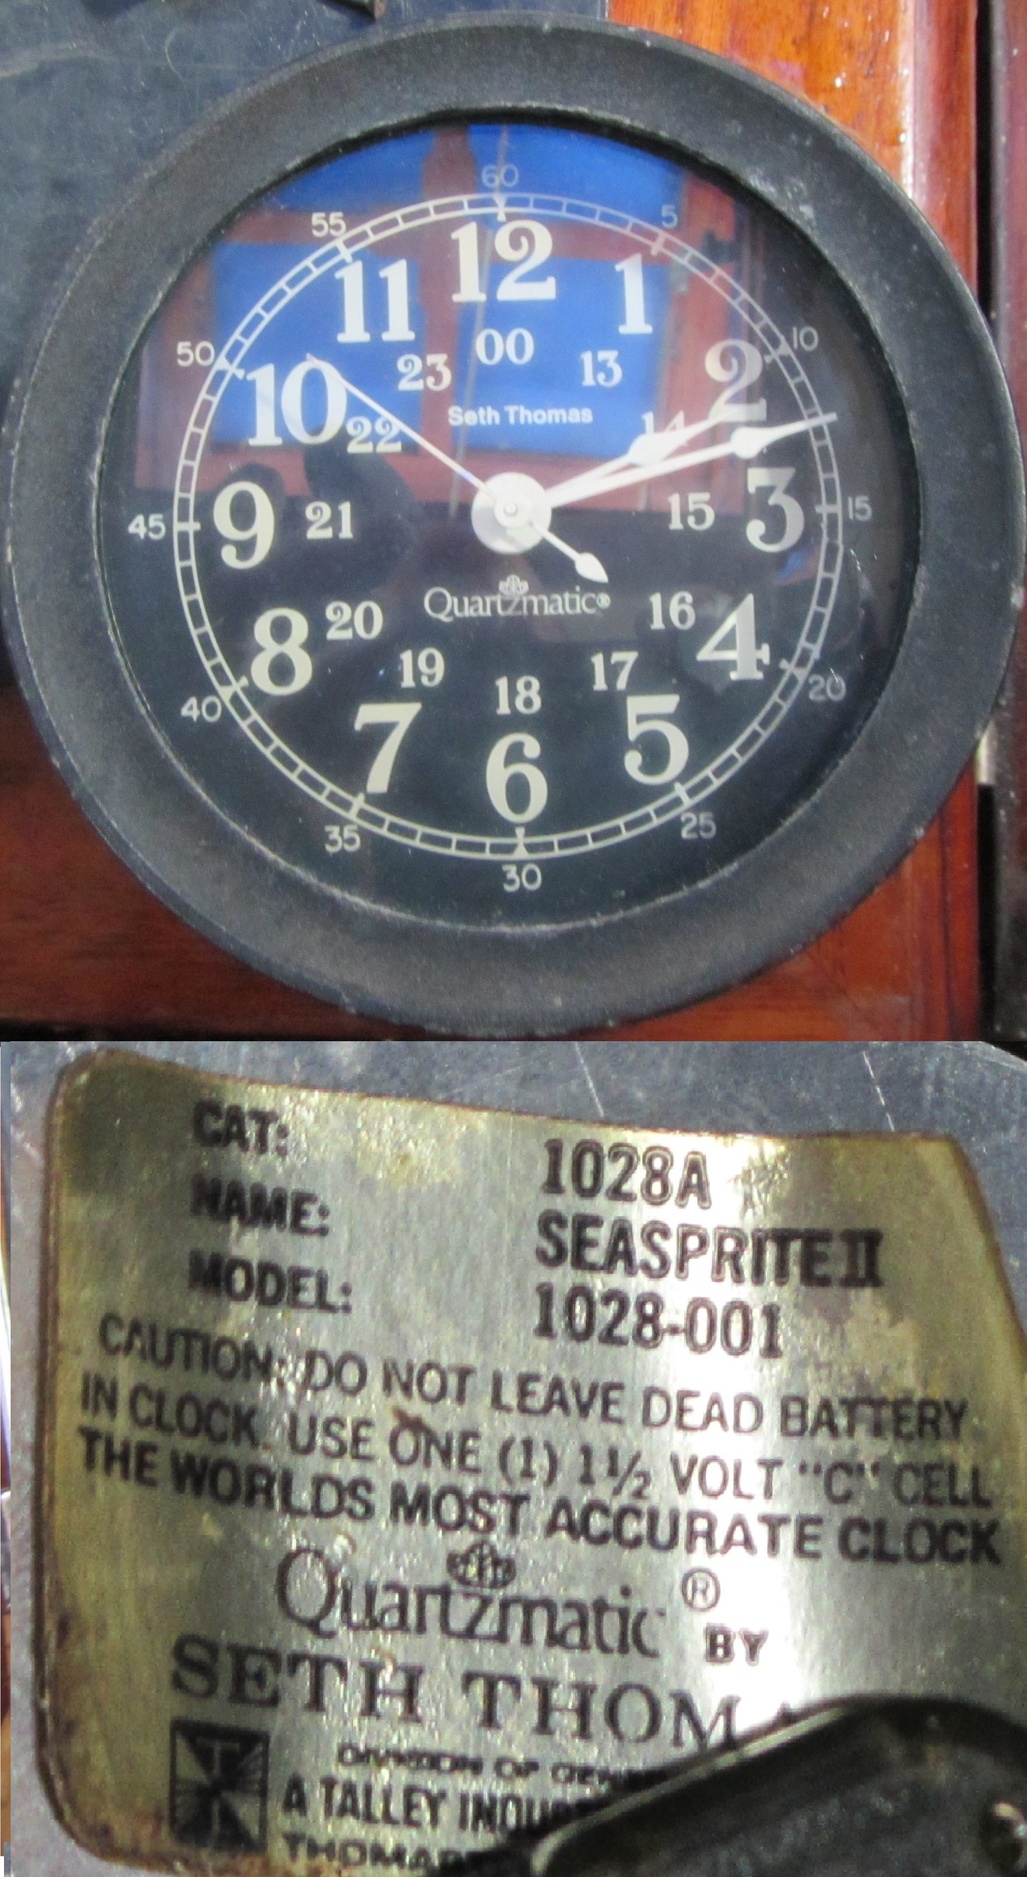 60
55 5
12
11 1
50 10
00
23 13
10 2
Seth Thomas
22 14
45 9 21 15 3 15
Quartzmatic®
20 16
8 4
19 17
40 20
18
7 5
6
35 25
30
CAT: 1028A
NAME: SEASPRITE II
MODEL: 1028-001
CAUTION: DO NOT LEAVE DEAD BATTERY
IN CLOCK. USE ONE (1) 1½ VOLT "C" CELL
THE WORLDS MOST ACCURATE CLOCK
Quartzmatic ® BY
SETH THOM
DIVISION OF
A TALLEY